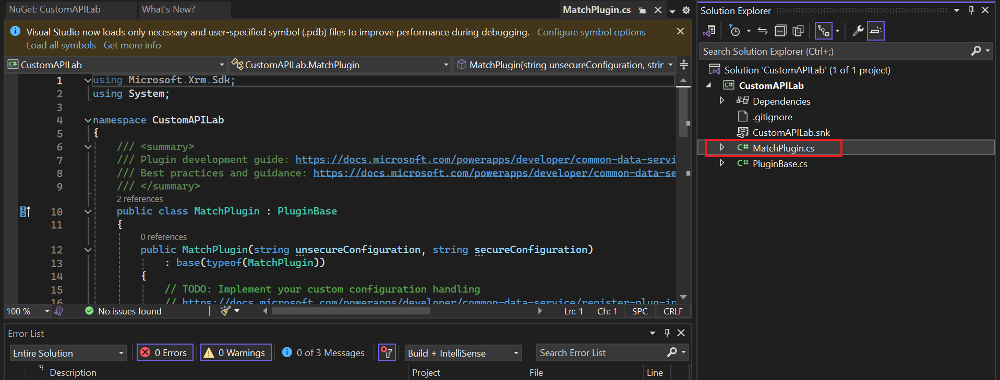 NuGet: CustomAPILab
What's New?
MatchPlugin.cs
Visual Studio now loads only necessary and user-specified symbol (.pdb) files to improve performance during debugging. Configure symbol options
Load all symbols Get more info
C# CustomAPILab
CustomAPILab.MatchPlugin
MatchPlugin(string unsecureConfiguration, strin
1 using Microsoft.Xrm.Sdk;
2 using System;
3
4 namespace CustomAPILab
5 {
6 /// <summary>
7 /// Plugin development guide: https://docs.microsoft.com/powerapps/developer/common-data-servi
8 /// Best practices and guidance: https://docs.microsoft.com/powerapps/developer/common-data-se
9 /// </summary>
2 references
10 public class MatchPlugin : PluginBase
11 {
0 references
12 public MatchPlugin(string unsecureConfiguration, string secureConfiguration)
13 : base(typeof(MatchPlugin))
14 {
15 // TODO: Implement your custom configuration handling
16 // https://docs.microsoft.com/powerapps/developer/common-data-service/register-plug-in
100 %
No issues found
Ln: 1
Ch: 1
SPC
CRLF
Error List
Entire Solution
0 Errors
0 Warnings
0 of 3 Messages
Build + IntelliSense
Search Error List
Description
Project
File
Line
Solution Explorer
Search Solution Explorer (Ctrl+;)
Solution 'CustomAPILab' (1 of 1 project)
C# CustomAPILab
Dependencies
.gitignore
CustomAPILab.snk
C# MatchPlugin.cs
C# PluginBase.cs